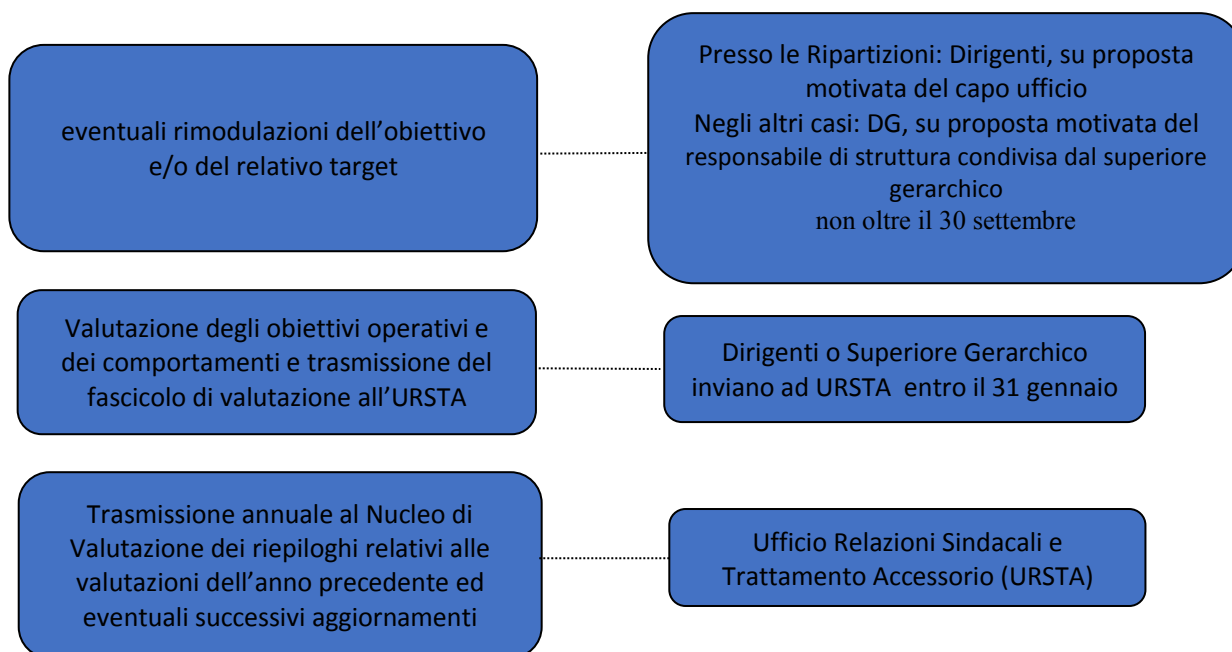 eventuali rimodulazioni dell’obiettivo
e/o del relativo target
Presso le Ripartizioni: Dirigenti, su proposta
motivata del capo ufficio
Negli altri casi: DG, su proposta motivata del
responsabile di struttura condivisa dal superiore
gerarchico
non oltre il 30 settembre
Valutazione degli obiettivi operativi e
dei comportamenti e trasmissione del
fascicolo di valutazione all’URSTA
Dirigenti o Superiore Gerarchico
inviano ad URSTA entro il 31 gennaio
Trasmissione annuale al Nucleo di
Valutazione dei riepiloghi relativi alle
valutazioni dell’anno precedente ed
eventuali successivi aggiornamenti
Ufficio Relazioni Sindacali e
Trattamento Accessorio (URSTA)